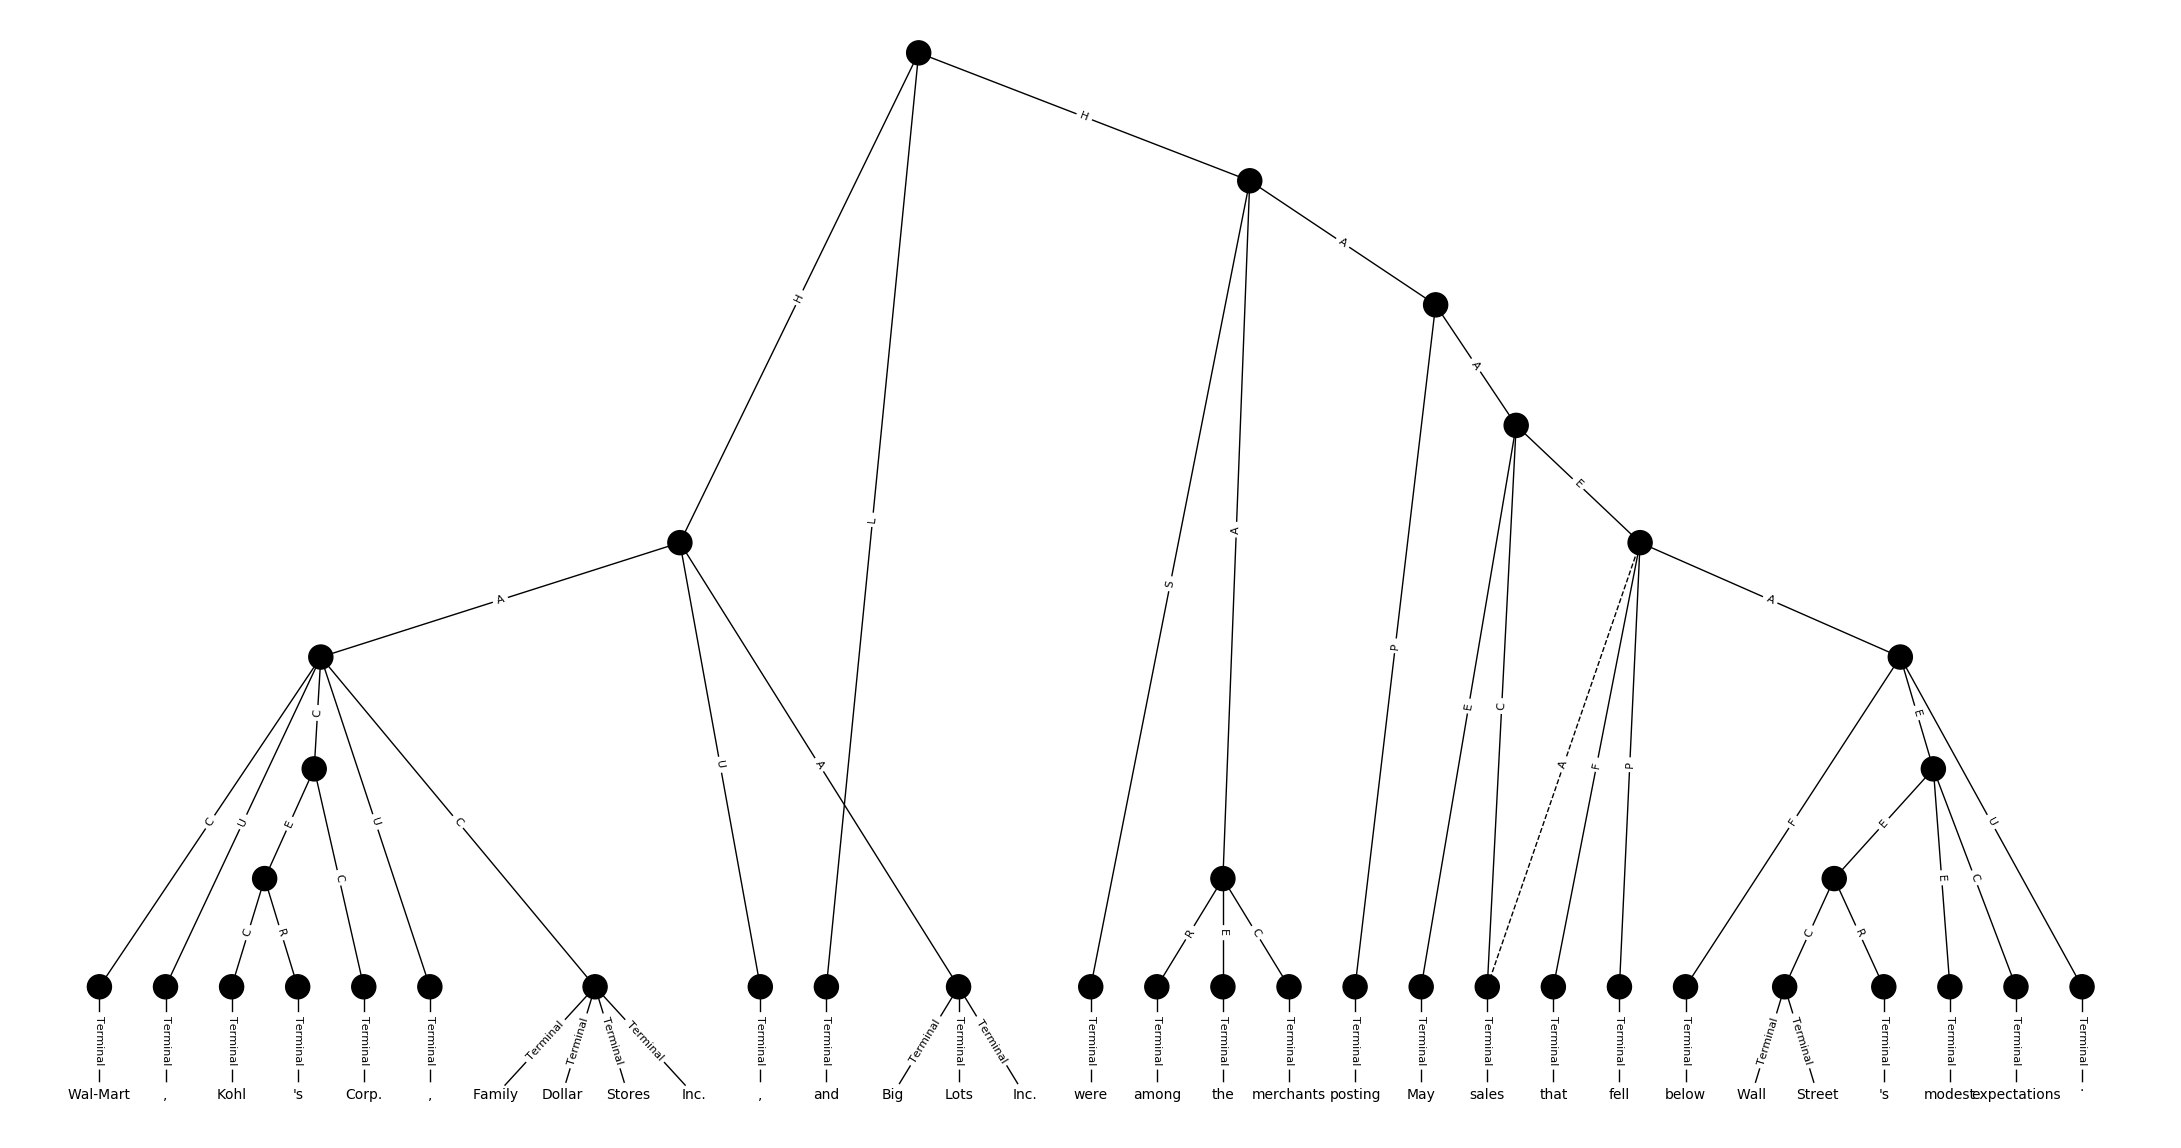 H
H
A
L
A
A
E
A
A
S
A
P
C
E
C
U
A
A
F
P
E
C
U
E
U
C
F
E
U
C
E
C
C
R
R
E
C
C
R
Terminal Terminal Terminal Terminal Terminal Terminal Terminal Terminal Terminal Terminal Terminal Terminal Terminal Terminal Terminal Terminal Terminal Terminal Terminal Terminal Terminal Terminal Terminal Terminal Terminal Terminal Terminal Terminal Terminal Terminal Terminal
Wal-Mart , Kohl 's Corp. , Family Dollar Stores Inc. , and Big Lots Inc. were among the merchants posting May sales that fell below Wall Street 's modest expectations .